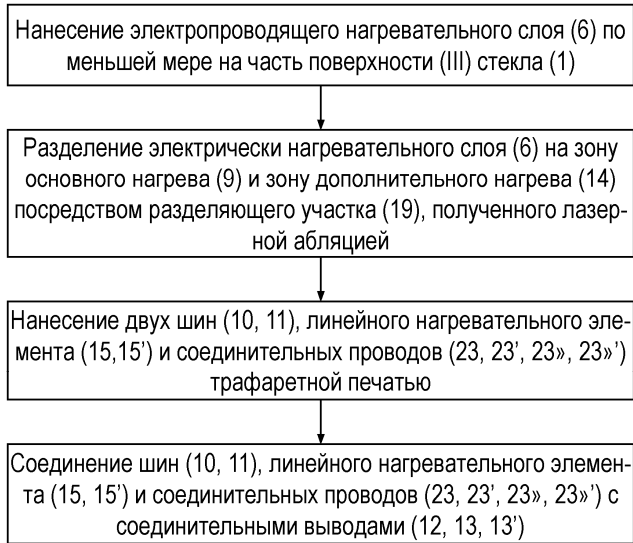 Нанесение электропроводящего нагревательного слоя (6) по
меньшей мере на часть поверхности (III) стекла (1)
Разделение электрически нагревательного слоя (6) на зону
основного нагрева (9) и зону дополнительного нагрева (14)
посредством разделяющего участка (19), полученного лазер-
ной абляцией
Нанесение двух шин (10, 11), линейного нагревательного эле-
мента (15,15’) и соединительных проводов (23, 23’, 23», 23»’)
трафаретной печатью
Соединение шин (10, 11), линейного нагревательного элемен-
та (15, 15’) и соединительных проводов (23, 23’, 23», 23»’) с
соединительными выводами (12, 13, 13’)